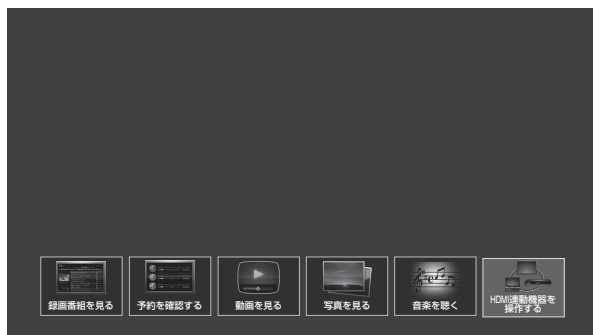 録画番組を見る
予約を確認する
動画を見る
写真を見る
音楽を聴く
HDMI連動機器を
操作する